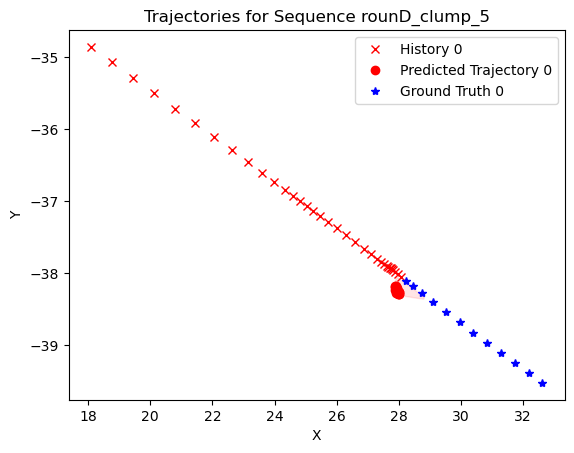 Trajectories for Sequence rounD_clump_5
History 0
Predicted Trajectory 0
Ground Truth 0
Y
−35
−36
−37
−38
−39
18 20 22 24 26 28 30 32
X